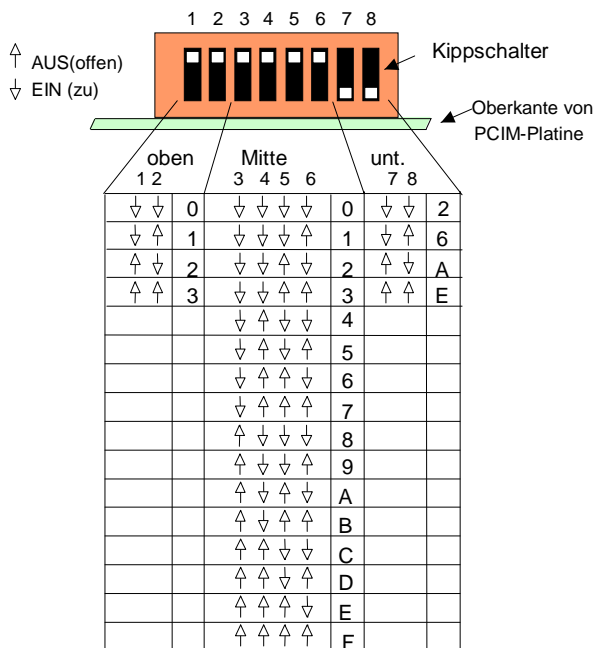 1 2 3 4 5 6 7 8
AUS(offen)
EIN (zu)
Kippschalter
Oberkante von
PCIM-Platine
oben Mitte unt.
1 2 3 4 5 6 7 8
⇩ ⇩ 0 ⇩ ⇩ ⇩ ⇩ 0 ⇩ ⇩ 2
⇩ ⇧ 1 ⇩ ⇩ ⇩ ⇧ 1 ⇩ ⇧ 6
⇧ ⇩ 2 ⇩ ⇩ ⇧ ⇩ 2 ⇧ ⇩ A
⇧ ⇧ 3 ⇩ ⇩ ⇧ ⇧ 3 ⇧ ⇧ E
⇩ ⇧ ⇩ ⇩ 4
⇩ ⇧ ⇩ ⇧ 5
⇩ ⇧ ⇧ ⇩ 6
⇩ ⇧ ⇧ ⇧ 7
⇧ ⇩ ⇩ ⇩ 8
⇧ ⇩ ⇩ ⇧ 9
⇧ ⇩ ⇧ ⇩ A
⇧ ⇩ ⇧ ⇧ B
⇧ ⇧ ⇩ ⇩ C
⇧ ⇧ ⇩ ⇧ D
⇧ ⇧ ⇧ ⇩ E
⇧ ⇧ ⇧ ⇧ F